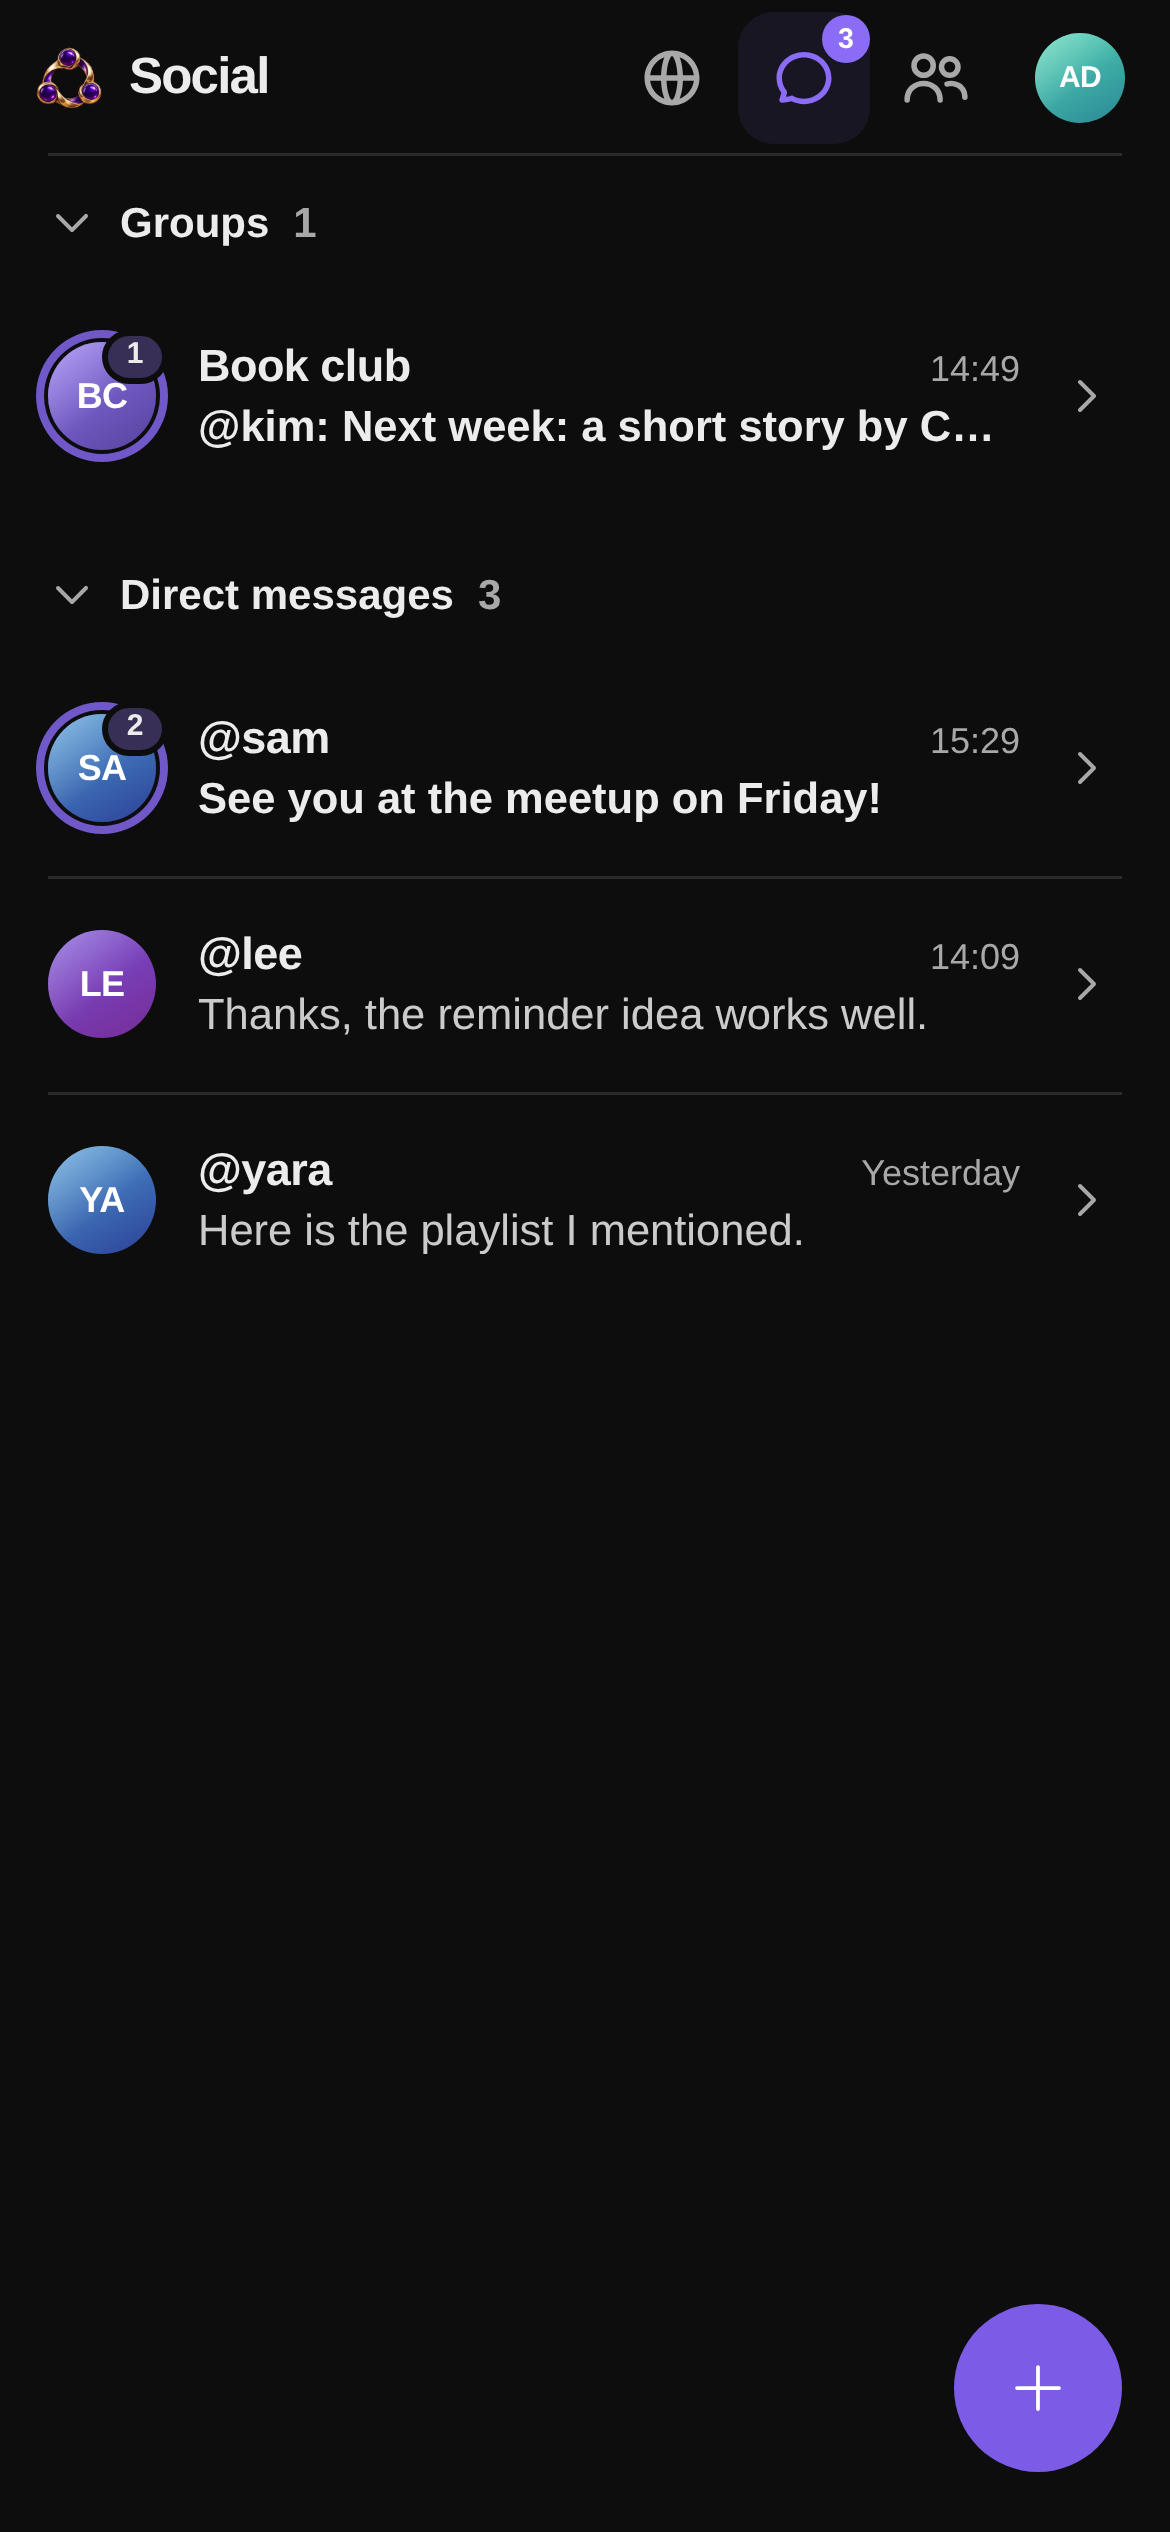 Social
3
AD
Groups 1
1
BC
Book club
14:49
@kim: Next week: a short story by C…
Direct messages 3
2
SA
@sam
15:29
See you at the meetup on Friday!
LE
@lee
14:09
Thanks, the reminder idea works well.
YA
@yara
Yesterday
Here is the playlist I mentioned.